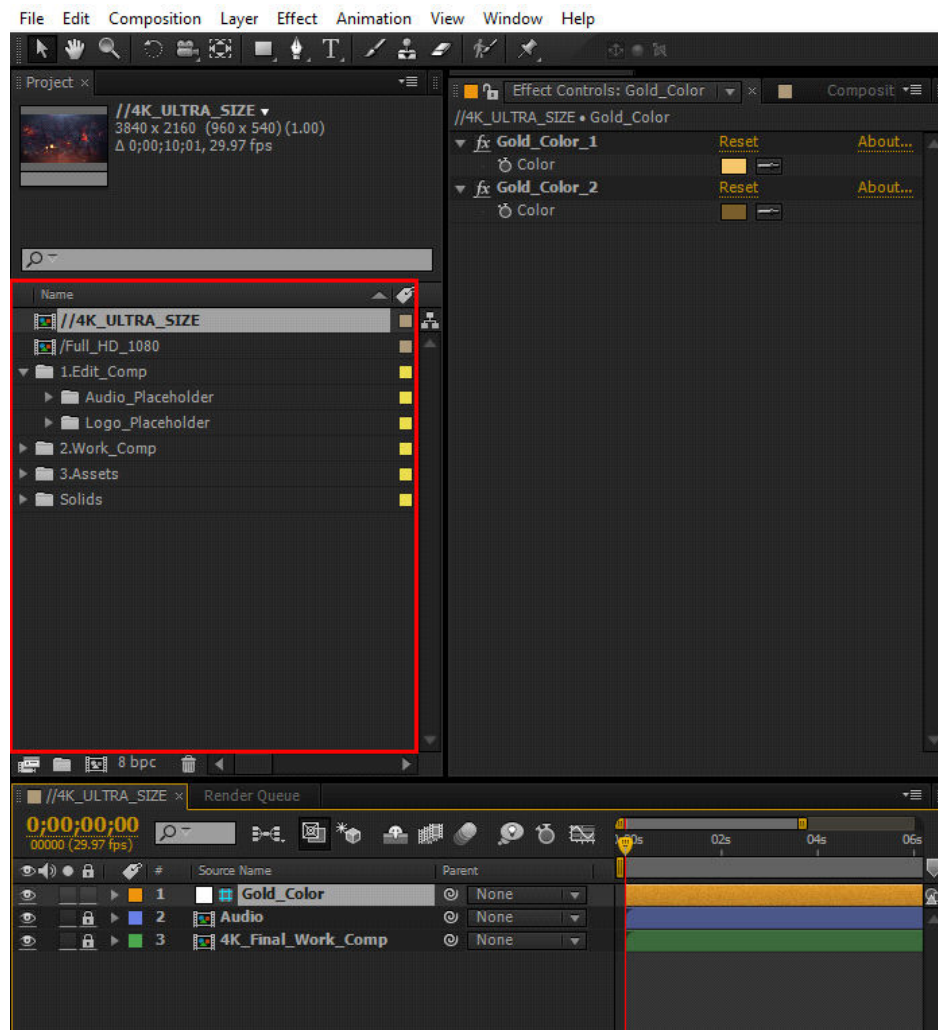 File Edit Composition Layer Effect Animation View Window Help
Project ×
//4K_ULTRA_SIZE
3840 x 2160 (960 x 540) (1.00)
Δ 0;00;10;01, 29.97 fps
Name
//4K_ULTRA_SIZE
/Full_HD_1080
1.Edit_Comp
Audio_Placeholder
Logo_Placeholder
2.Work_Comp
3.Assets
Solids
8 bpc
Effect Controls: Gold_Color × Composit
//4K_ULTRA_SIZE • Gold_Color
fx Gold_Color_1 Reset About...
Color
fx Gold_Color_2 Reset About...
Color
//4K_ULTRA_SIZE × Render Queue
0;00;00;00
00000 (29.97 fps)
02s 04s 06s
# Source Name Parent
1 Gold_Color None
2 Audio None
3 4K_Final_Work_Comp None